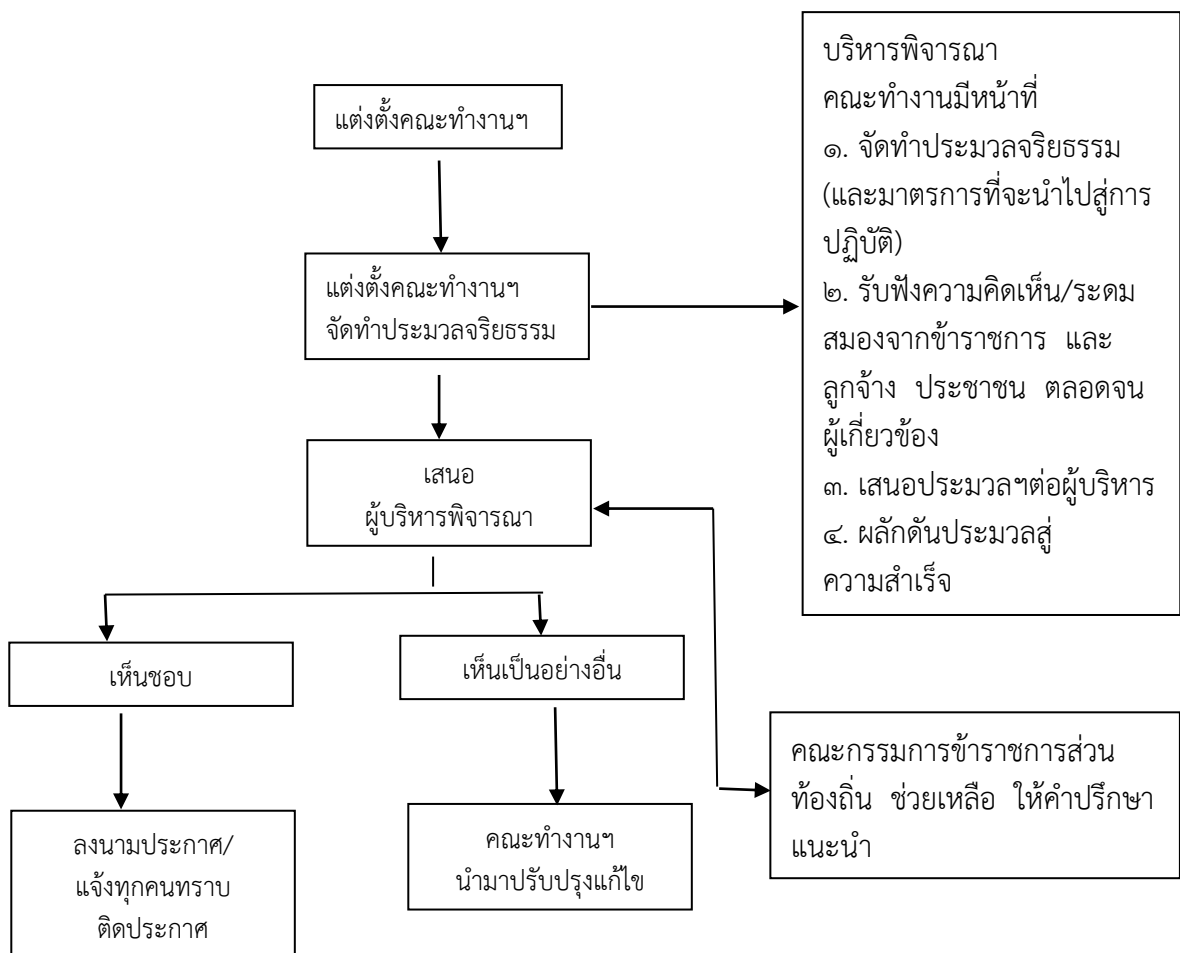 แต่งตั้งคณะทำงานฯ
แต่งตั้งคณะทำงานฯ
จัดทำประมวลจริยธรรม
บริหารพิจารณา
คณะทำงานมีหน้าที่
๑. จัดทำประมวลจริยธรรม
(และมาตรการที่จะนำไปสู่การ
ปฏิบัติ)
๒. รับฟังความคิดเห็น/ระดม
สมองจากข้าราชการ และ
ลูกจ้าง ประชาชน ตลอดจน
ผู้เกี่ยวข้อง
๓. เสนอประมวลฯต่อผู้บริหาร
๔. ผลักดันประมวลสู่
ความสำเร็จ
เสนอ
ผู้บริหารพิจารณา
เห็นชอบ
เห็นเป็นอย่างอื่น
ลงนามประกาศ/
แจ้งทุกคนทราบ
ติดประกาศ
คณะทำงานฯ
นำมาปรับปรุงแก้ไข
คณะกรรมการข้าราชการส่วน
ท้องถิ่น ช่วยเหลือ ให้คำปรึกษา
แนะนำ